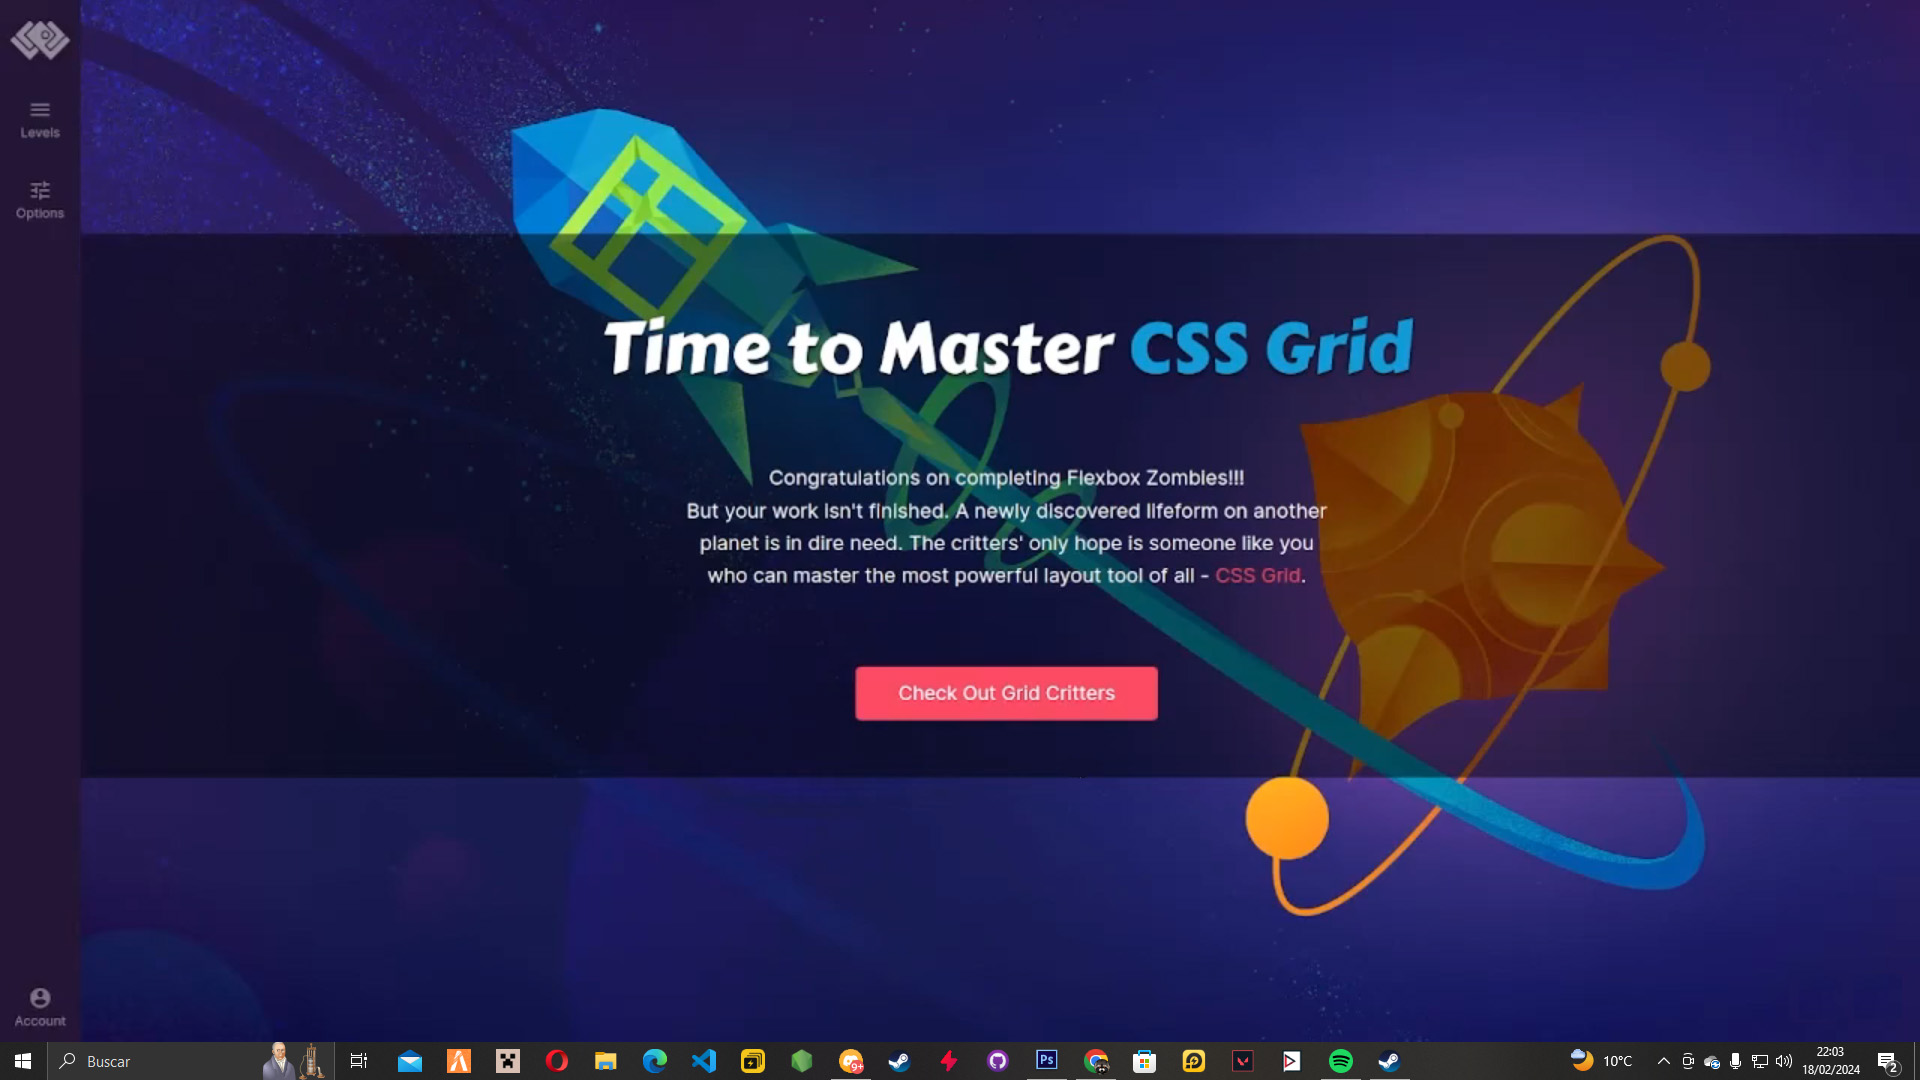 Levels
Options
Time to Master CSS Grid
Congratulations on completing Flexbox Zombies!!!
But your work isn't finished. A newly discovered lifeform on another
planet is in dire need. The critters' only hope is someone like you
who can master the most powerful layout tool of all - CSS Grid.
Check Out Grid Critters
Account
Buscar
9+
Ps
10°C
22:03
18/02/2024
2